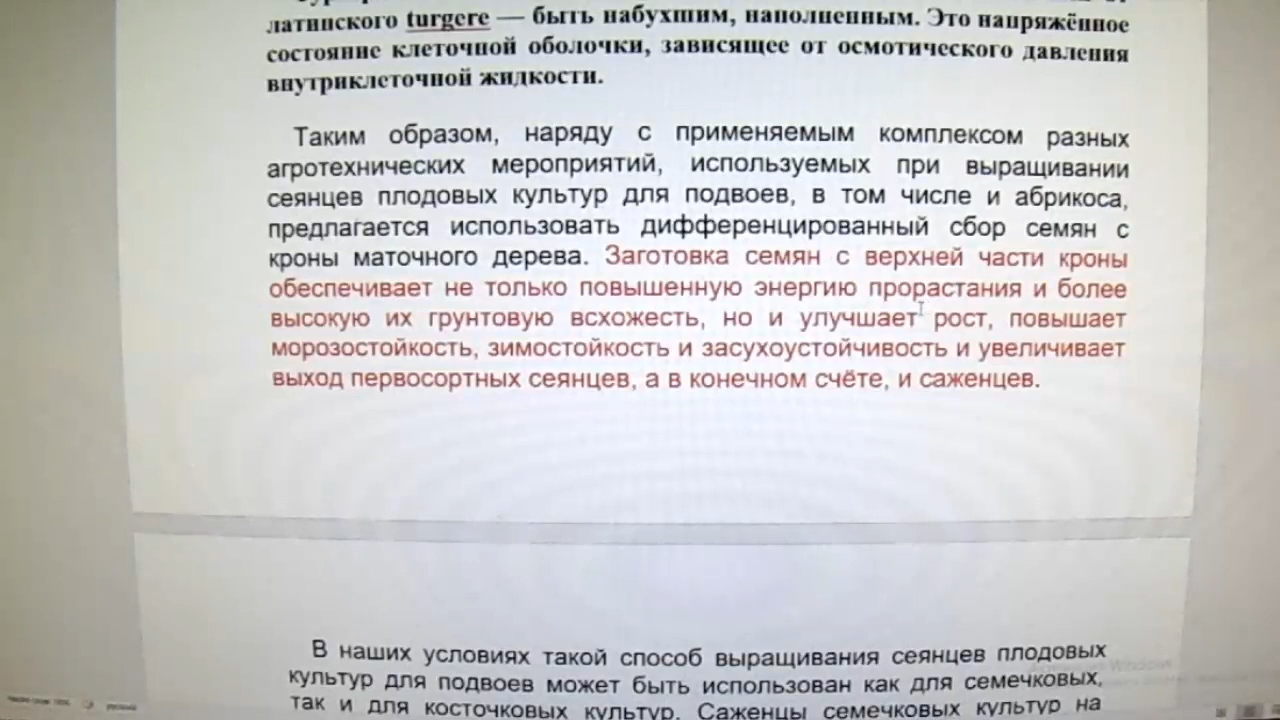 латинского turgere — быть набухшим, наполненным. Это напряжённое
состояние клеточной оболочки, зависящее от осмотического давления
внутриклеточной жидкости.
Таким образом, наряду с применяемым комплексом разных
агротехнических мероприятий, используемых при выращивании
сеянцев плодовых культур для подвоев, в том числе и абрикоса,
предлагается использовать дифференцированный сбор семян с
кроны маточного дерева. Заготовка семян с верхней части кроны
обеспечивает не только повышенную энергию прорастания и более
высокую их грунтовую всхожесть, но и улучшает рост, повышает
морозостойкость, зимостойкость и засухоустойчивость и увеличивает
выход первосортных сеянцев, а в конечном счёте, и саженцев.
В наших условиях такой способ выращивания сеянцев плодовых
культур для подвоев может быть использован как для семечковых,
так и для косточковых культур. Саженцы семечковых культур на